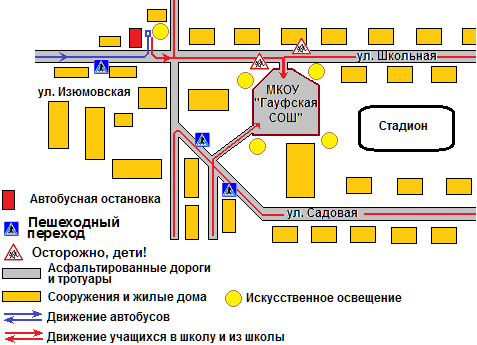 ул. Школьная
ул. Изюмовская
МКОУ
"Гауфская
СОШ"
Стадион
ул. Садовая
Автобусная остановка
Пешеходный
переход
Осторожно, дети!
Асфальтированные дороги
и тротуары
Сооружения и жилые дома
Искусственное освещение
Движение автобусов
Движение учащихся в школу и из школы